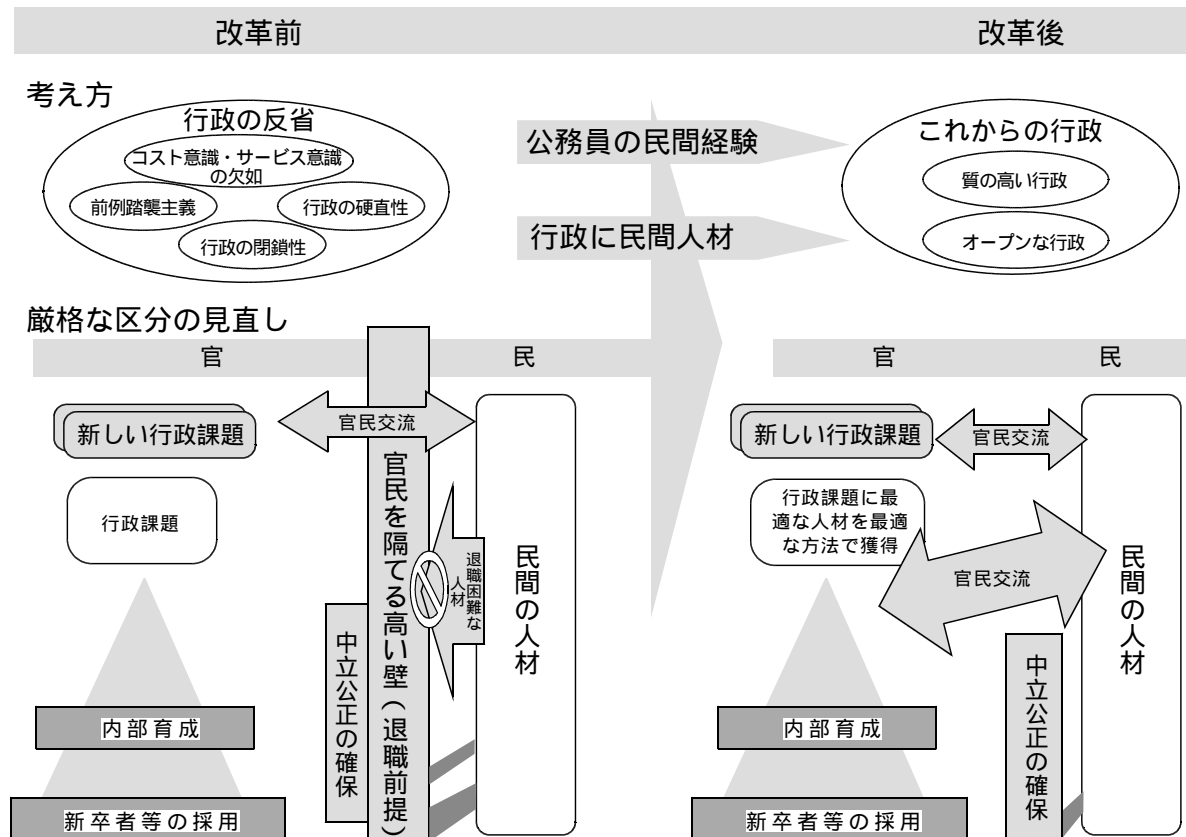 改革前
改革後
考え方
行政の反省
コスト意識・サービス意識
の欠如
前例踏襲主義
行政の硬直性
行政の閉鎖性
公務員の民間経験
行政に民間人材
これからの行政
質の高い行政
オープンな行政
厳格な区分の見直し
官
民
新しい行政課題
官民交流
行政課題
官民を隔てる高い壁（退職前提）
退職困難な
人材
民間の人材
中立公正の確保
内部育成
新卒者等の採用
官
民
新しい行政課題
官民交流
行政課題に最
適な人材を最適
な方法で獲得
官民交流
民間の人材
中立公正の確保
内部育成
新卒者等の採用